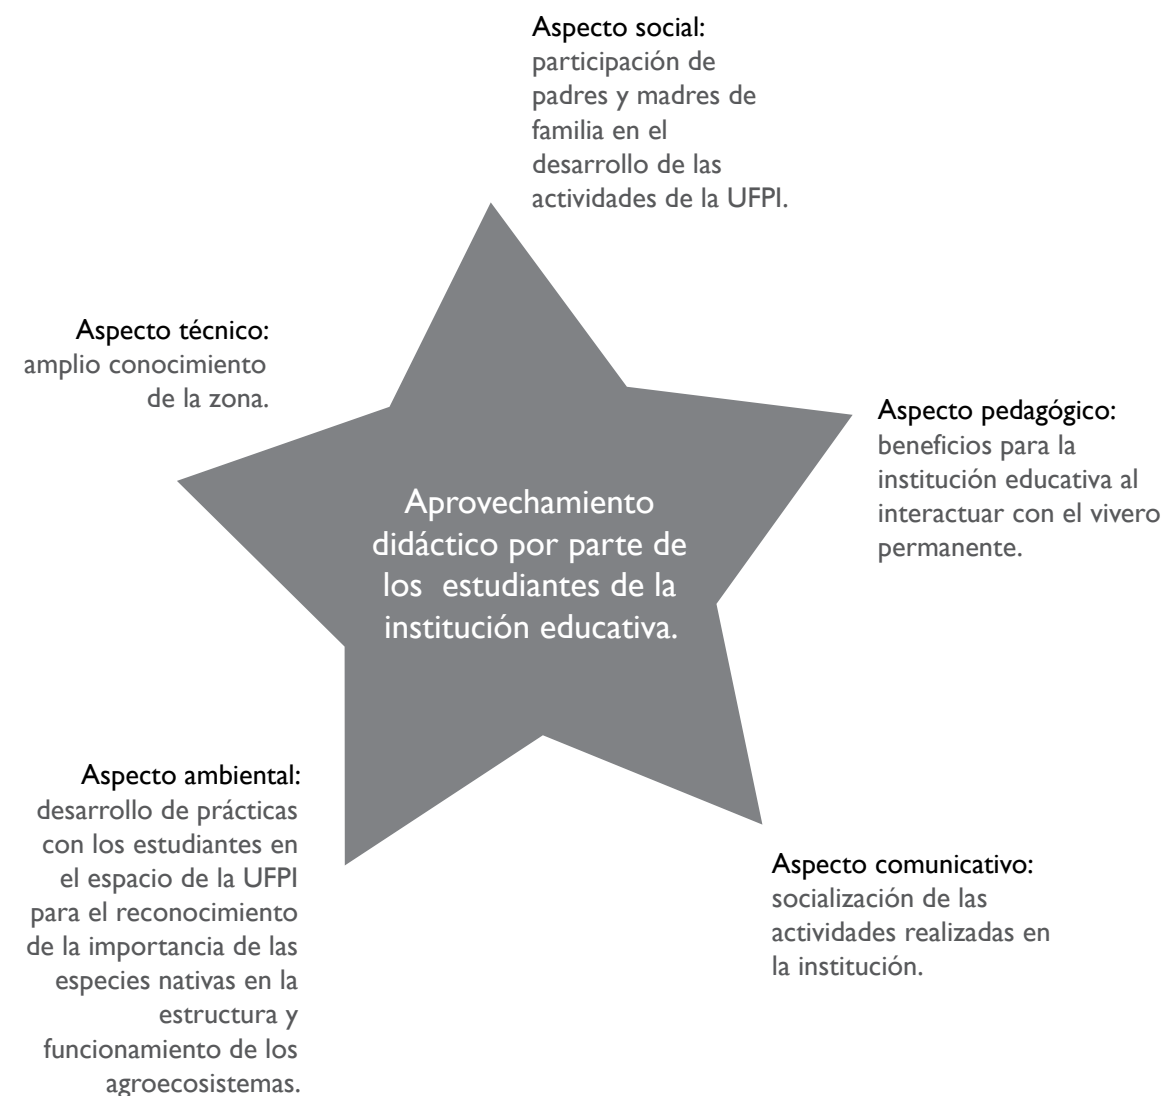 Aspecto social:
participación de
padres y madres de
familia en el
desarrollo de las
actividades de la UFPI.
Aspecto técnico:
amplio conocimiento
de la zona.
Aspecto pedagógico:
beneficios para la
institución educativa al
interactuar con el vivero
permanente.
Aprovechamiento
didáctico por parte de
los estudiantes de la
institución educativa.
Aspecto ambiental:
desarrollo de prácticas
con los estudiantes en
el espacio de la UFPI
para el reconocimiento
de la importancia de las
especies nativas en la
estructura y
funcionamiento de los
agroecosistemas.
Aspecto comunicativo:
socialización de las
actividades realizadas en
la institución.